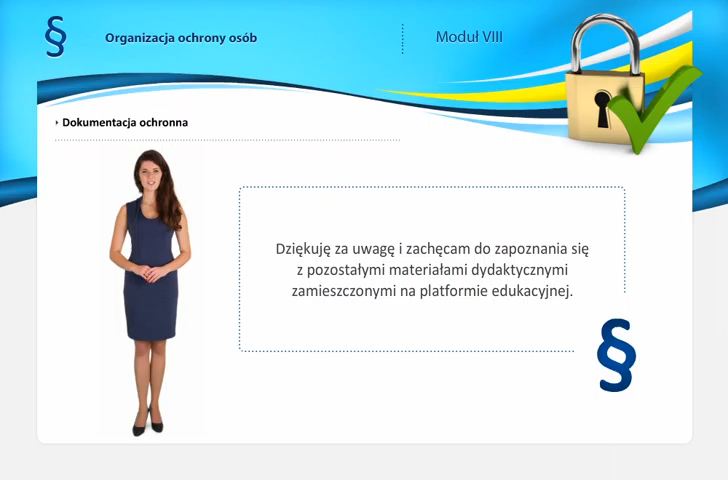 §
Organizacja ochrony osób
Moduł VIII
Dokumentacja ochronna
Dziękuję za uwagę i zachęcam do zapoznania się
z pozostałymi materiałami dydaktycznymi
zamieszczonymi na platformie edukacyjnej.
§